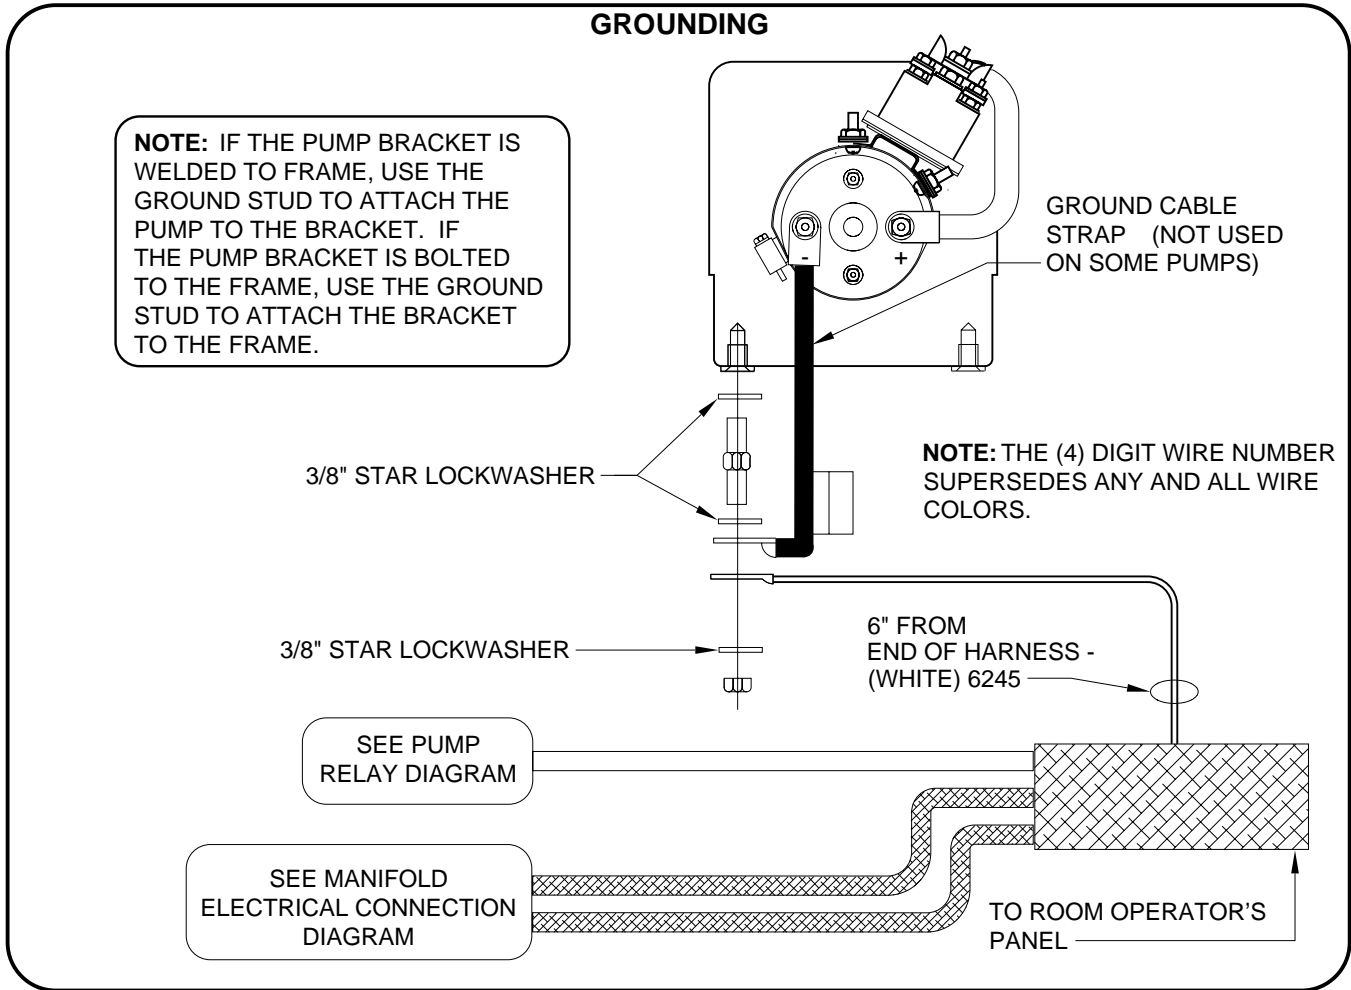 GROUNDING
NOTE: IF THE PUMP BRACKET IS
WELDED TO FRAME, USE THE
GROUND STUD TO ATTACH THE
PUMP TO THE BRACKET. IF
THE PUMP BRACKET IS BOLTED
TO THE FRAME, USE THE GROUND
STUD TO ATTACH THE BRACKET
TO THE FRAME.
- +
GROUND CABLE
STRAP (NOT USED
ON SOME PUMPS)
3/8" STAR LOCKWASHER
NOTE: THE (4) DIGIT WIRE NUMBER
SUPERSEDES ANY AND ALL WIRE
COLORS.
3/8" STAR LOCKWASHER
6" FROM
END OF HARNESS -
(WHITE) 6245
SEE PUMP
RELAY DIAGRAM
SEE MANIFOLD
ELECTRICAL CONNECTION
DIAGRAM
TO ROOM OPERATOR'S
PANEL